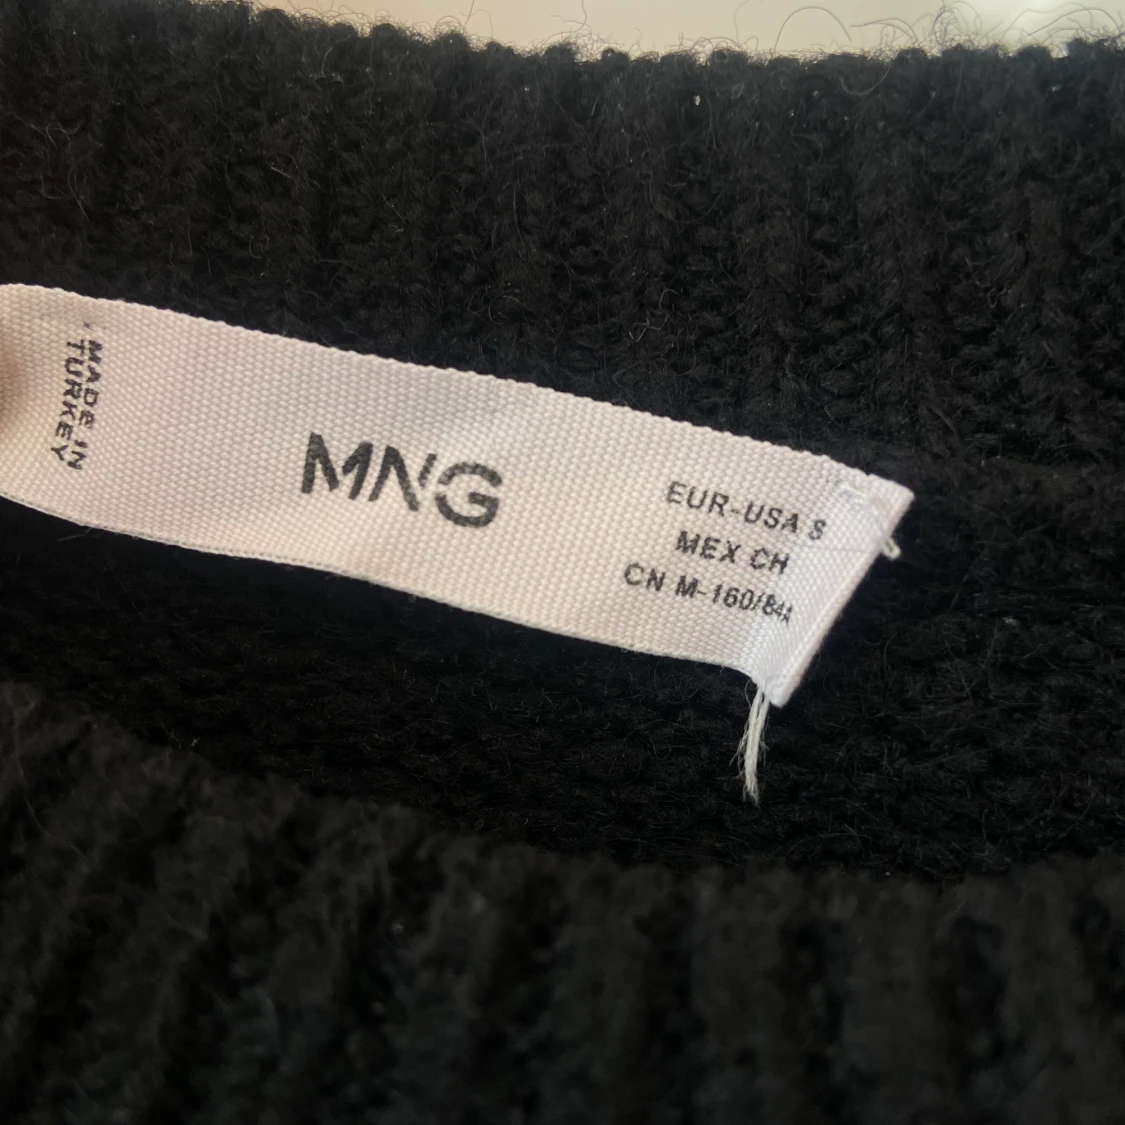 MADE IN
TURKEY
MNG
EUR-USA S
MEX CH
CN M-160/84A